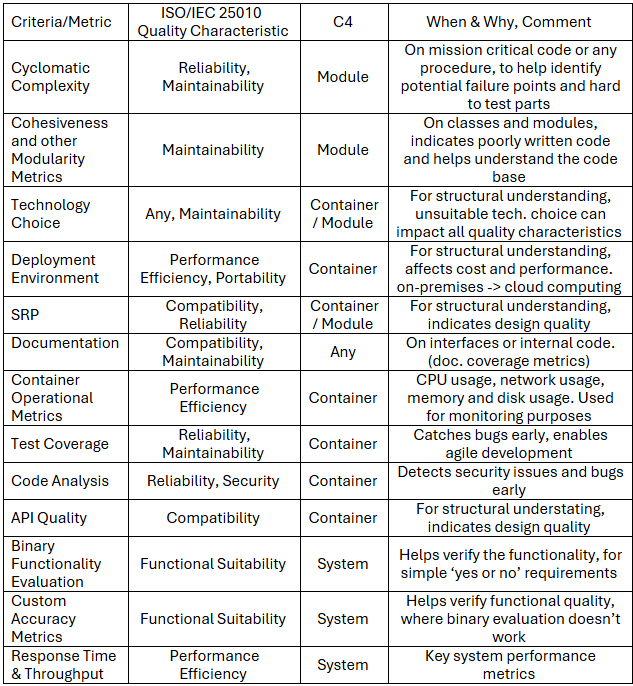 Criteria/Metric
ISO/IEC 25010
Quality Characteristic
C4
When & Why, Comment
Cyclomatic
Complexity
Reliability,
Maintainability
Module
On mission critical code or any
procedure, to help identify
potential failure points and hard
to test parts
Cohesiveness
and other
Modularity
Metrics
Maintainability
Module
On classes and modules,
indicates poorly written code
and helps understand the code
base
Technology
Choice
Any, Maintainability
Container
/ Module
For structural understanding,
unsuitable tech. choice can
impact all quality characteristics
Deployment
Environment
Performance
Efficiency, Portability
Container
For structural understanding,
affects cost and performance.
on-premises -> cloud computing
SRP
Compatibility,
Reliability
Container
/ Module
For structural understanding,
indicates design quality
Documentation
Compatibility,
Maintainability
Any
On interfaces or internal code.
(doc. coverage metrics)
Container
Operational
Metrics
Performance
Efficiency
Container
CPU usage, network usage,
memory and disk usage. Used
for monitoring purposes
Test Coverage
Reliability,
Maintainability
Container
Catches bugs early, enables
agile development
Code Analysis
Reliability, Security
Container
Detects security issues and bugs
early
API Quality
Compatibility
Container
For structural understating,
indicates design quality
Binary
Functionality
Evaluation
Functional Suitability
System
Helps verify the functionality, for
simple ‘yes or no’ requirements
Custom
Accuracy
Metrics
Functional Suitability
System
Helps verify functional quality,
where binary evaluation doesn’t
work
Response Time
& Throughput
Performance
Efficiency
System
Key system performance
metrics